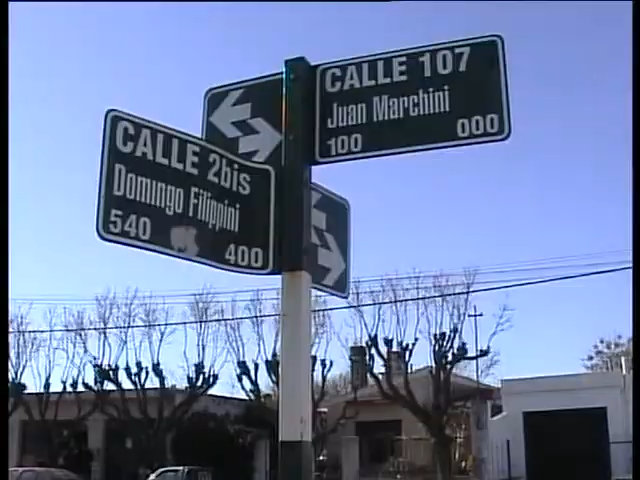 CALLE 2bis
Domingo Filippini
540 400
CALLE 107
Juan Marchini
100 000